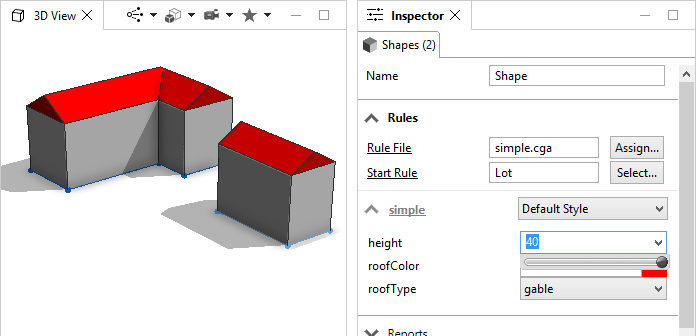 3D View
Inspector
Shapes (2)
Name Shape
Rules
Rule File simple.cga Assign...
Start Rule Lot Select...
simple Default Style
height 40
roofColor
roofType gable
Reports